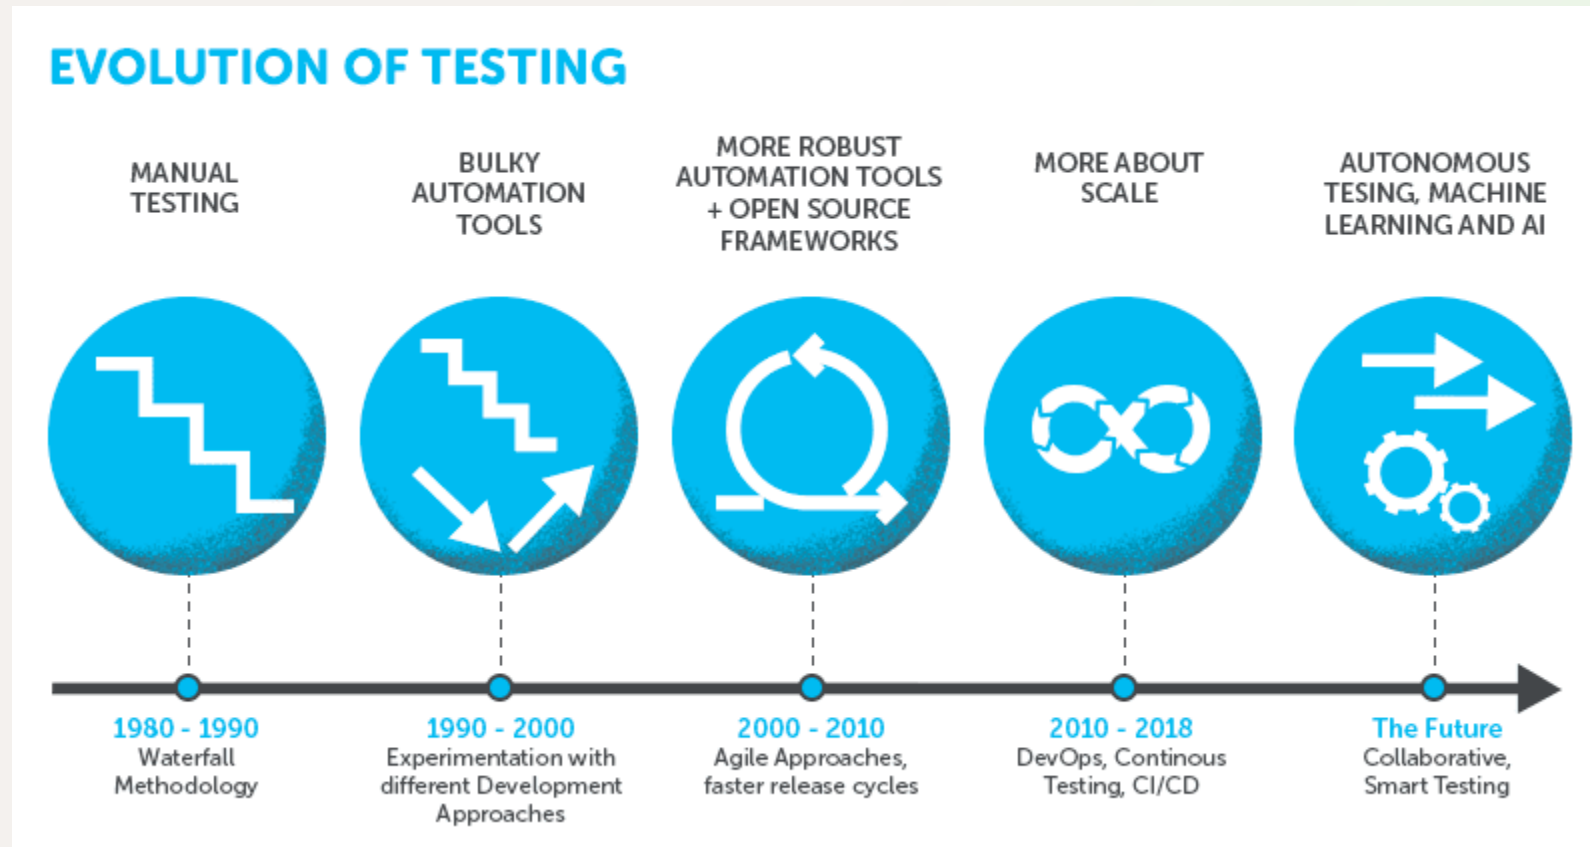 EVOLUTION OF TESTING
MANUAL
TESTING
BULKY
AUTOMATION
TOOLS
MORE ROBUST
AUTOMATION TOOLS
+ OPEN SOURCE
FRAMEWORKS
MORE ABOUT
SCALE
AUTONOMOUS
TESING, MACHINE
LEARNING AND AI
1980 - 1990
Waterfall
Methodology
1990 - 2000
Experimentation with
different Development
Approaches
2000 - 2010
Agile Approaches,
faster release cycles
2010 - 2018
DevOps, Continous
Testing, CI/CD
The Future
Collaborative,
Smart Testing